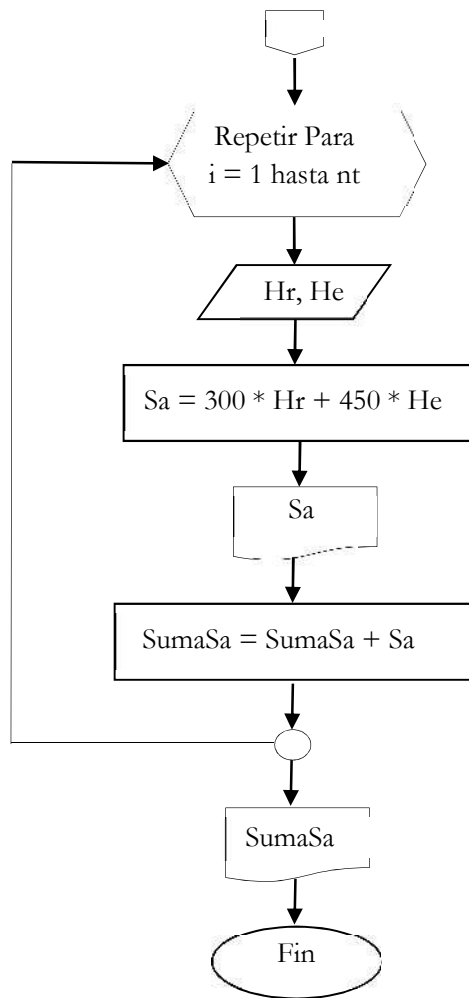 Repetir Para
i = 1 hasta nt
Hr, He
Sa = 300 * Hr + 450 * He
Sa
SumaSa = SumaSa + Sa
SumaSa
Fin